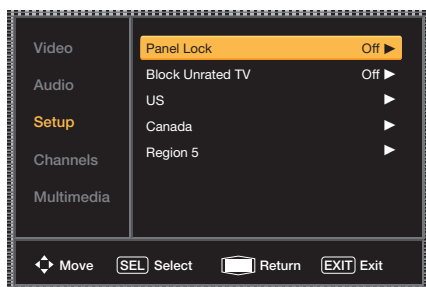 Video
Audio
Setup
Channels
Multimedia
Panel Lock Off ▶
Block Unrated TV Off ▶
US ▶
Canada ▶
Region 5 ▶
Move SEL Select Return EXIT Exit